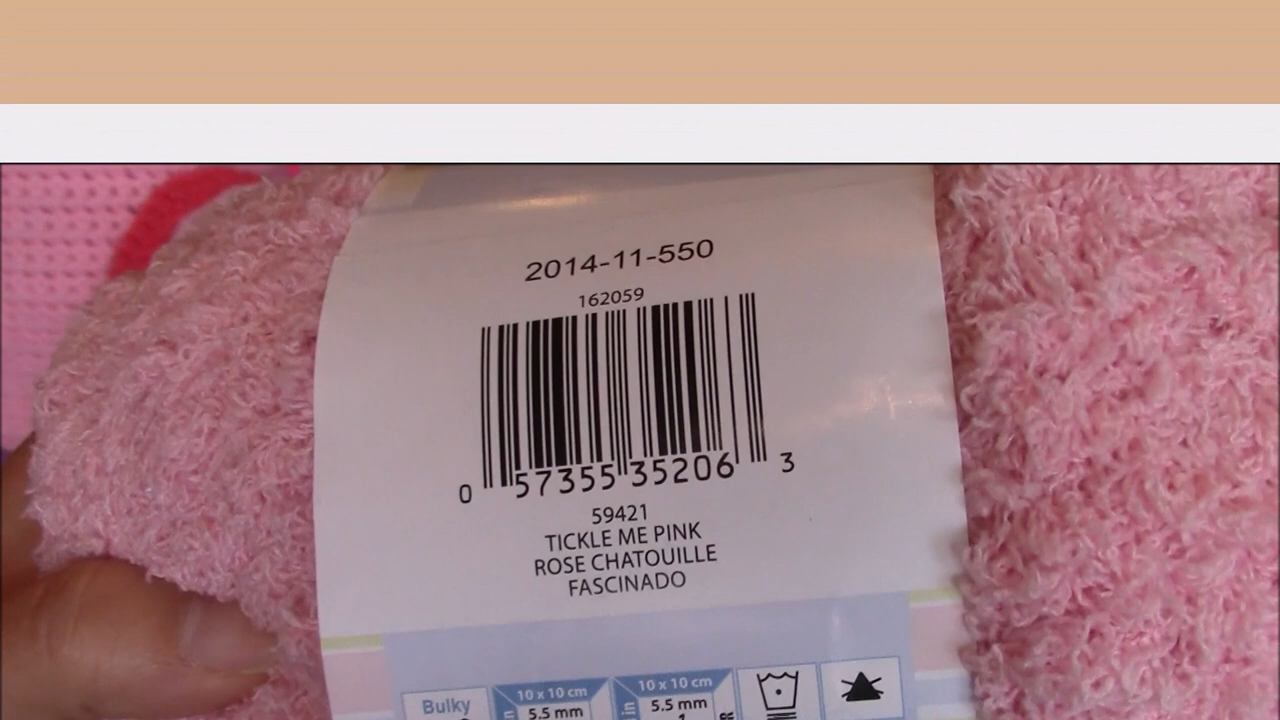 2014-11-550
162059
0 57355 35206 3
59421
TICKLE ME PINK
ROSE CHATOUILLE
FASCINADO
Bulky
10 x 10 cm
5.5 mm
10 x 10 cm
5.5 mm